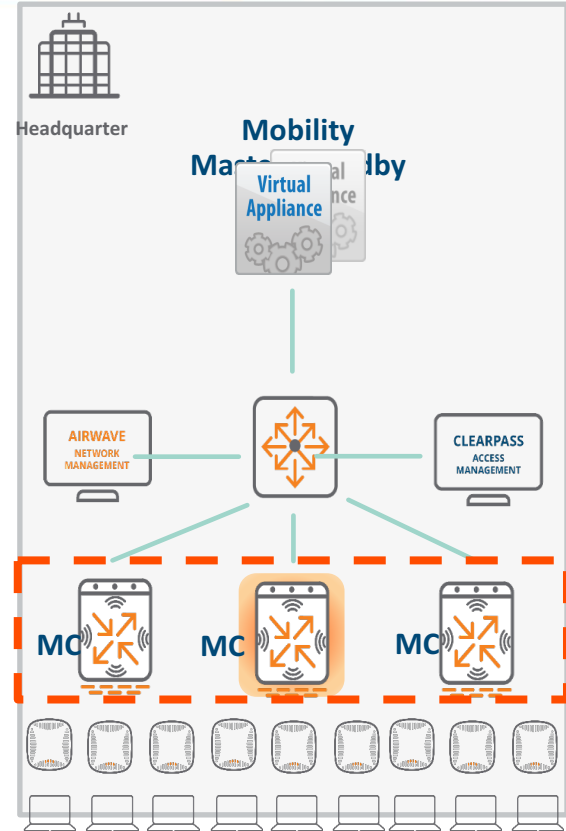 Headquarter
Mobility
Virtual
Appliance
AIRWAVE
NETWORK
MANAGEMENT
CLEARPASS
ACCESS
MANAGEMENT
MC
MC
MC